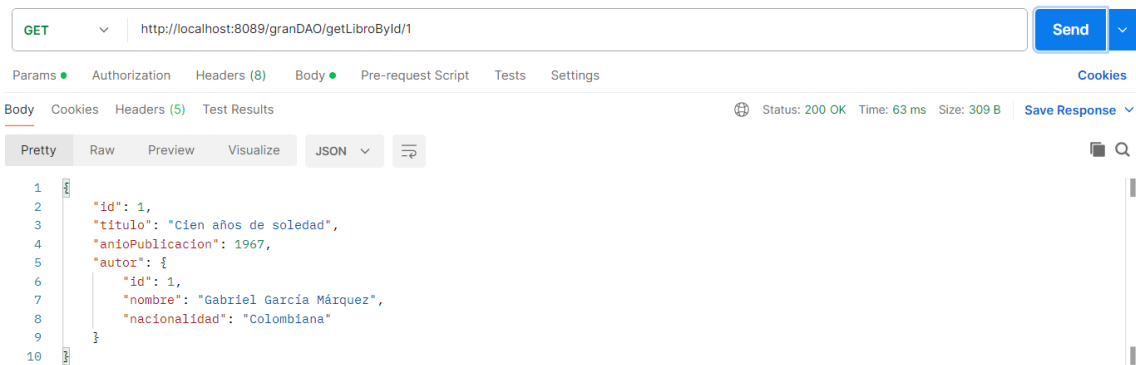 GET http://localhost:8089/granDAO/getLibroById/1 Send
Params Authorization Headers (8) Body Pre-request Script Tests Settings Cookies
Body Cookies Headers (5) Test Results Status: 200 OK Time: 63 ms Size: 309 B Save Response
Pretty Raw Preview Visualize JSON
1 {
2 "id": 1,
3 "titulo": "Cien años de soledad",
4 "anioPublicacion": 1967,
5 "autor": {
6 "id": 1,
7 "nombre": "Gabriel García Márquez",
8 "nacionalidad": "Colombiana"
9 }
10 }